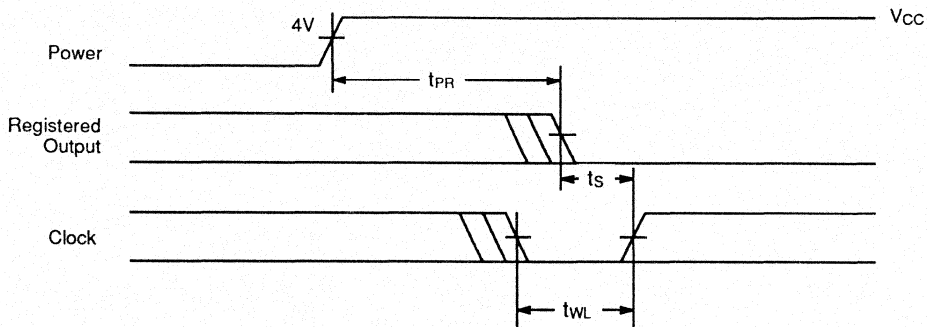 4V
VCC
Power
tPR
Registered
Output
tS
Clock
tWL